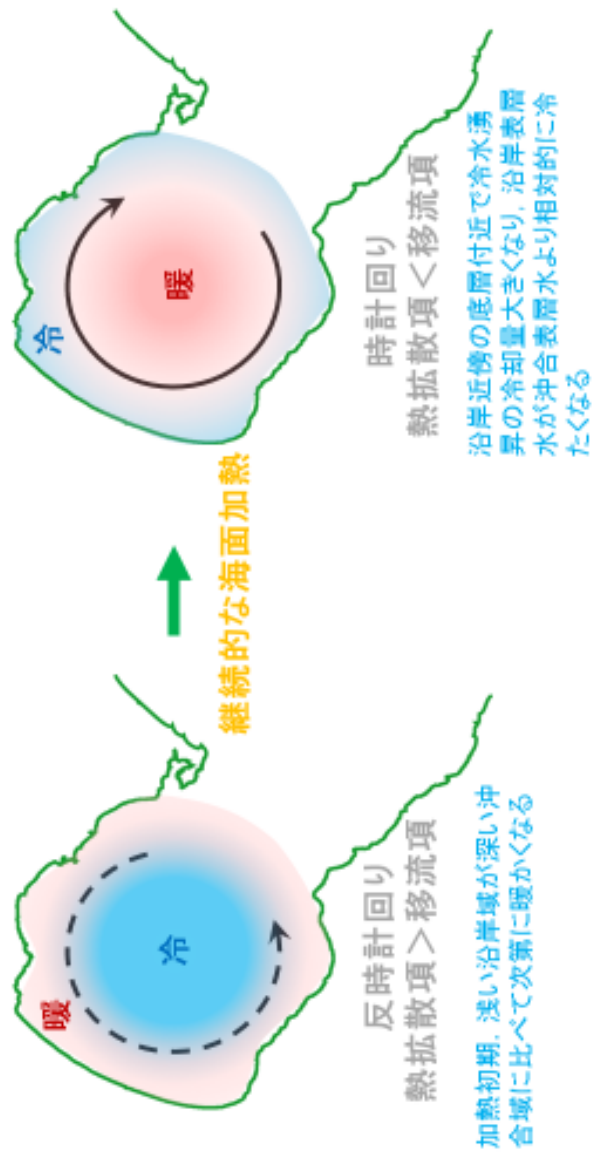 暖
冷
反時計回り
熱拡散項＞移流項
加熱初期，浅い沿岸域が深い沖
合域に比べて次第に暖かくなる
継続的な海面加熱
冷
暖
時計回り
熱拡散項＜移流項
沿岸近傍の底層付近で冷水湧
昇の冷却量大きくなり，沿岸表層
水が沖合表層水より相対的に冷
たくなる